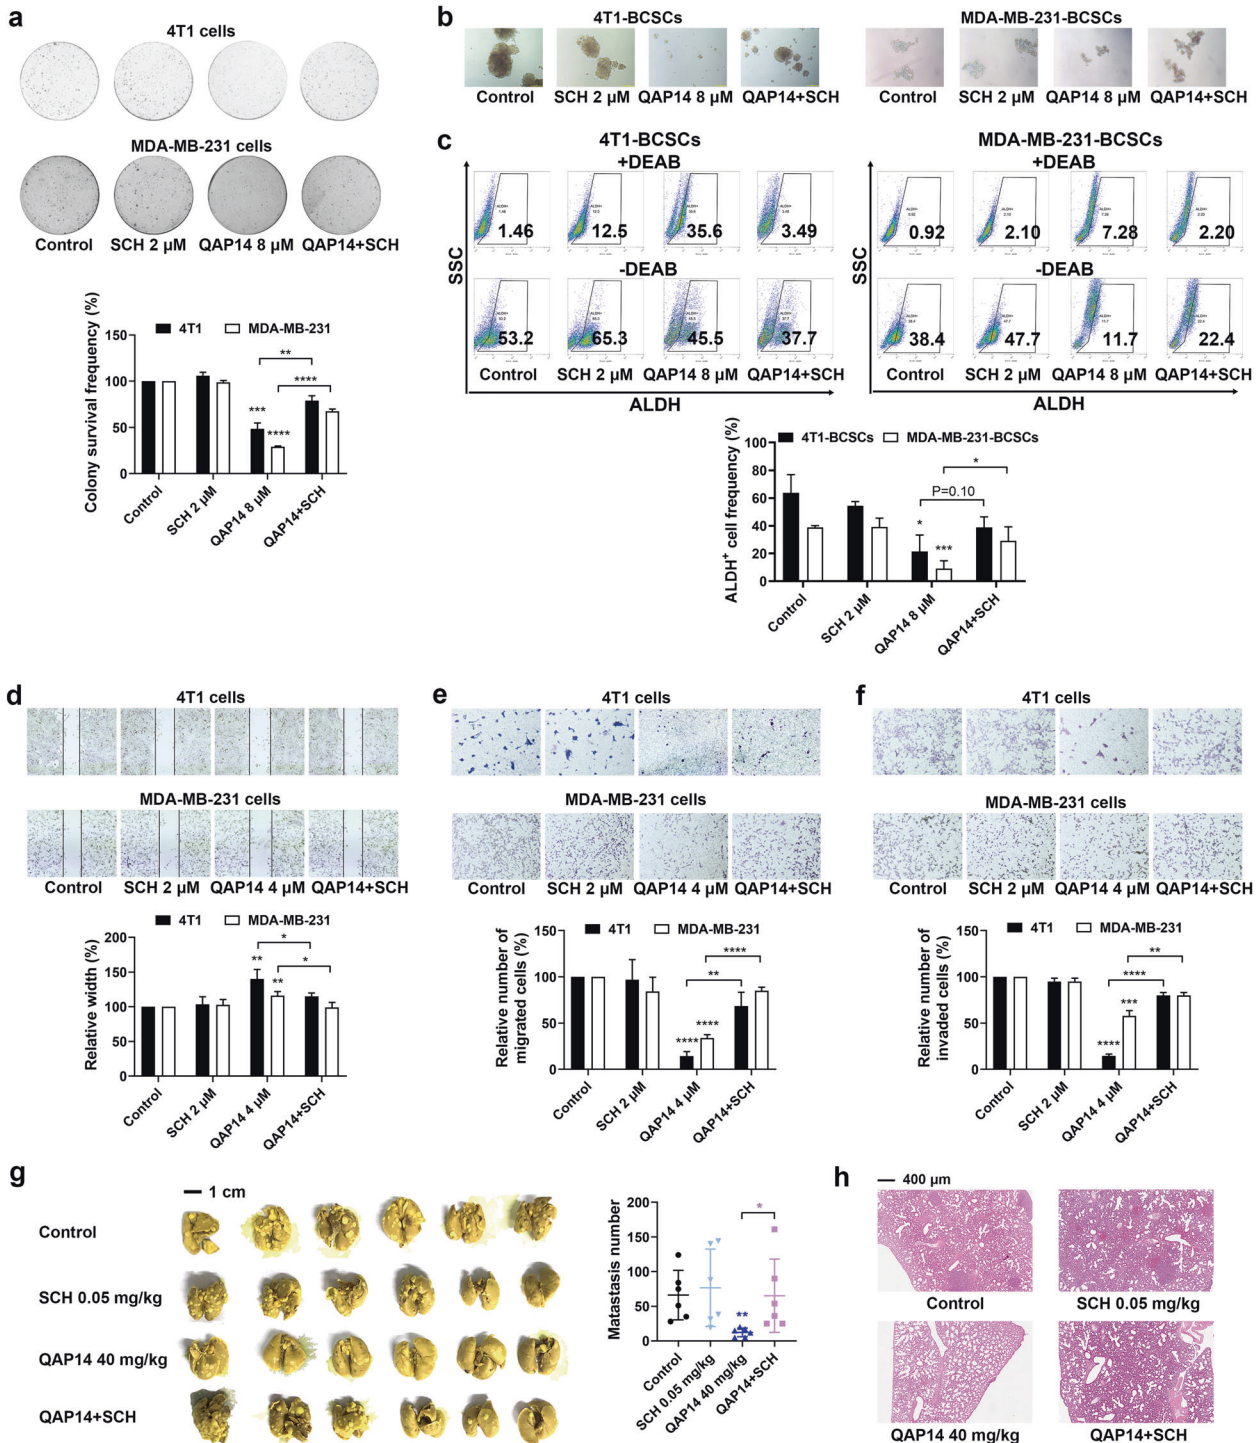 a
4T1 cells
MDA-MB-231 cells
Control SCH 2 μM QAP14 8 μM QAP14+SCH
4T1 MDA-MB-231
Colony survival frequency (%)
150
100
50
0
**
****
***
****
Control
SCH 2 μM
QAP14 8 μM
QAP14+SCH
b
4T1-BCSCs
Control SCH 2 μM QAP14 8 μM QAP14+SCH
MDA-MB-231-BCSCs
Control SCH 2 μM QAP14 8 μM QAP14+SCH
c
4T1-BCSCs
+DEAB
1.46 12.5 35.6 3.49
-DEAB
53.2 65.3 45.5 37.7
Control SCH 2 μM QAP14 8 μM QAP14+SCH
SSC
ALDH
MDA-MB-231-BCSCs
+DEAB
0.92 2.10 7.28 2.20
-DEAB
38.4 47.7 11.7 22.4
Control SCH 2 μM QAP14 8 μM QAP14+SCH
SSC
ALDH
4T1-BCSCs MDA-MB-231-BCSCs
ALDH+ cell frequency (%)
100
80
60
40
20
0
*
P=0.10
*
***
Control
SCH 2 μM
QAP14 8 μM
QAP14+SCH
d
4T1 cells
MDA-MB-231 cells
Control SCH 2 μM QAP14 4 μM QAP14+SCH
4T1 MDA-MB-231
Relative width (%)
200
150
100
50
0
*
**
*
**
Control
SCH 2 μM
QAP14 4 μM
QAP14+SCH
e
4T1 cells
MDA-MB-231 cells
Control SCH 2 μM QAP14 4 μM QAP14+SCH
4T1 MDA-MB-231
Relative number of
migrated cells (%)
150
100
50
0
****
**
****
****
Control
SCH 2 μM
QAP14 4 μM
QAP14+SCH
f
4T1 cells
MDA-MB-231 cells
Control SCH 2 μM QAP14 4 μM QAP14+SCH
4T1 MDA-MB-231
Relative number of
invaded cells (%)
150
100
50
0
**
****
***
****
Control
SCH 2 μM
QAP14 4 μM
QAP14+SCH
g
1 cm
Control
SCH 0.05 mg/kg
QAP14 40 mg/kg
QAP14+SCH
Matastasis number
200
150
100
50
0
*
**
Control
SCH 0.05 mg/kg
QAP14 40 mg/kg
QAP14+SCH
h
400 μm
Control SCH 0.05 mg/kg
QAP14 40 mg/kg QAP14+SCH